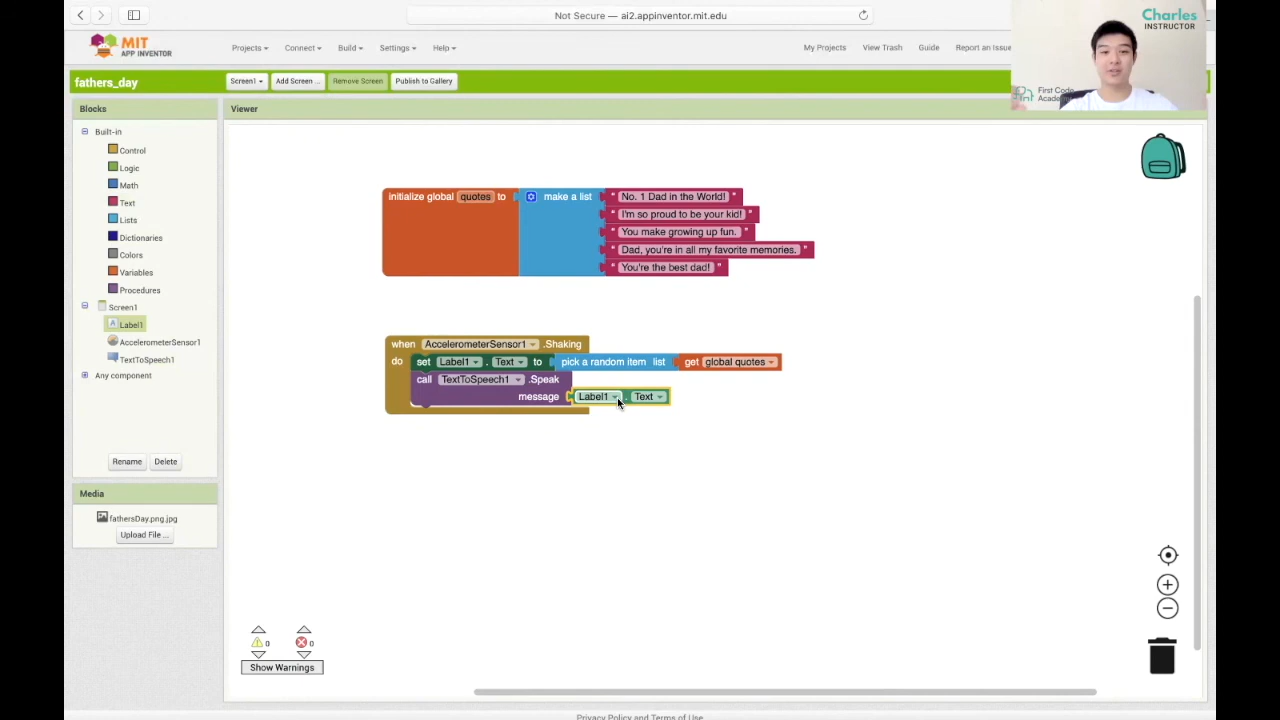 Not Secure — ai2.appinventor.mit.edu
Charles
INSTRUCTOR
MIT
APP INVENTOR
Projects Connect Build Settings Help My Projects View Trash Guide Report an Issue
First Code
Academy
fathers_day Screen1 Add Screen ... Remove Screen Publish to Gallery
Blocks Viewer
Built-in
Control
Logic
Math
Text
Lists
Dictionaries
Colors
Variables
Procedures
Screen1
Label1
AccelerometerSensor1
TextToSpeech1
Any component
Rename Delete
Media
fathersDay.png.jpg
Upload File ...
initialize global quotes to make a list " No. 1 Dad in the World! "
" I'm so proud to be your kid! "
" You make growing up fun. "
" Dad, you're in all my favorite memories. "
" You're the best dad! "
when AccelerometerSensor1 .Shaking
do set Label1 . Text to pick a random item list get global quotes
call TextToSpeech1 .Speak
message Label1 . Text
0 0
Show Warnings
Privacy Policy and Terms of Use